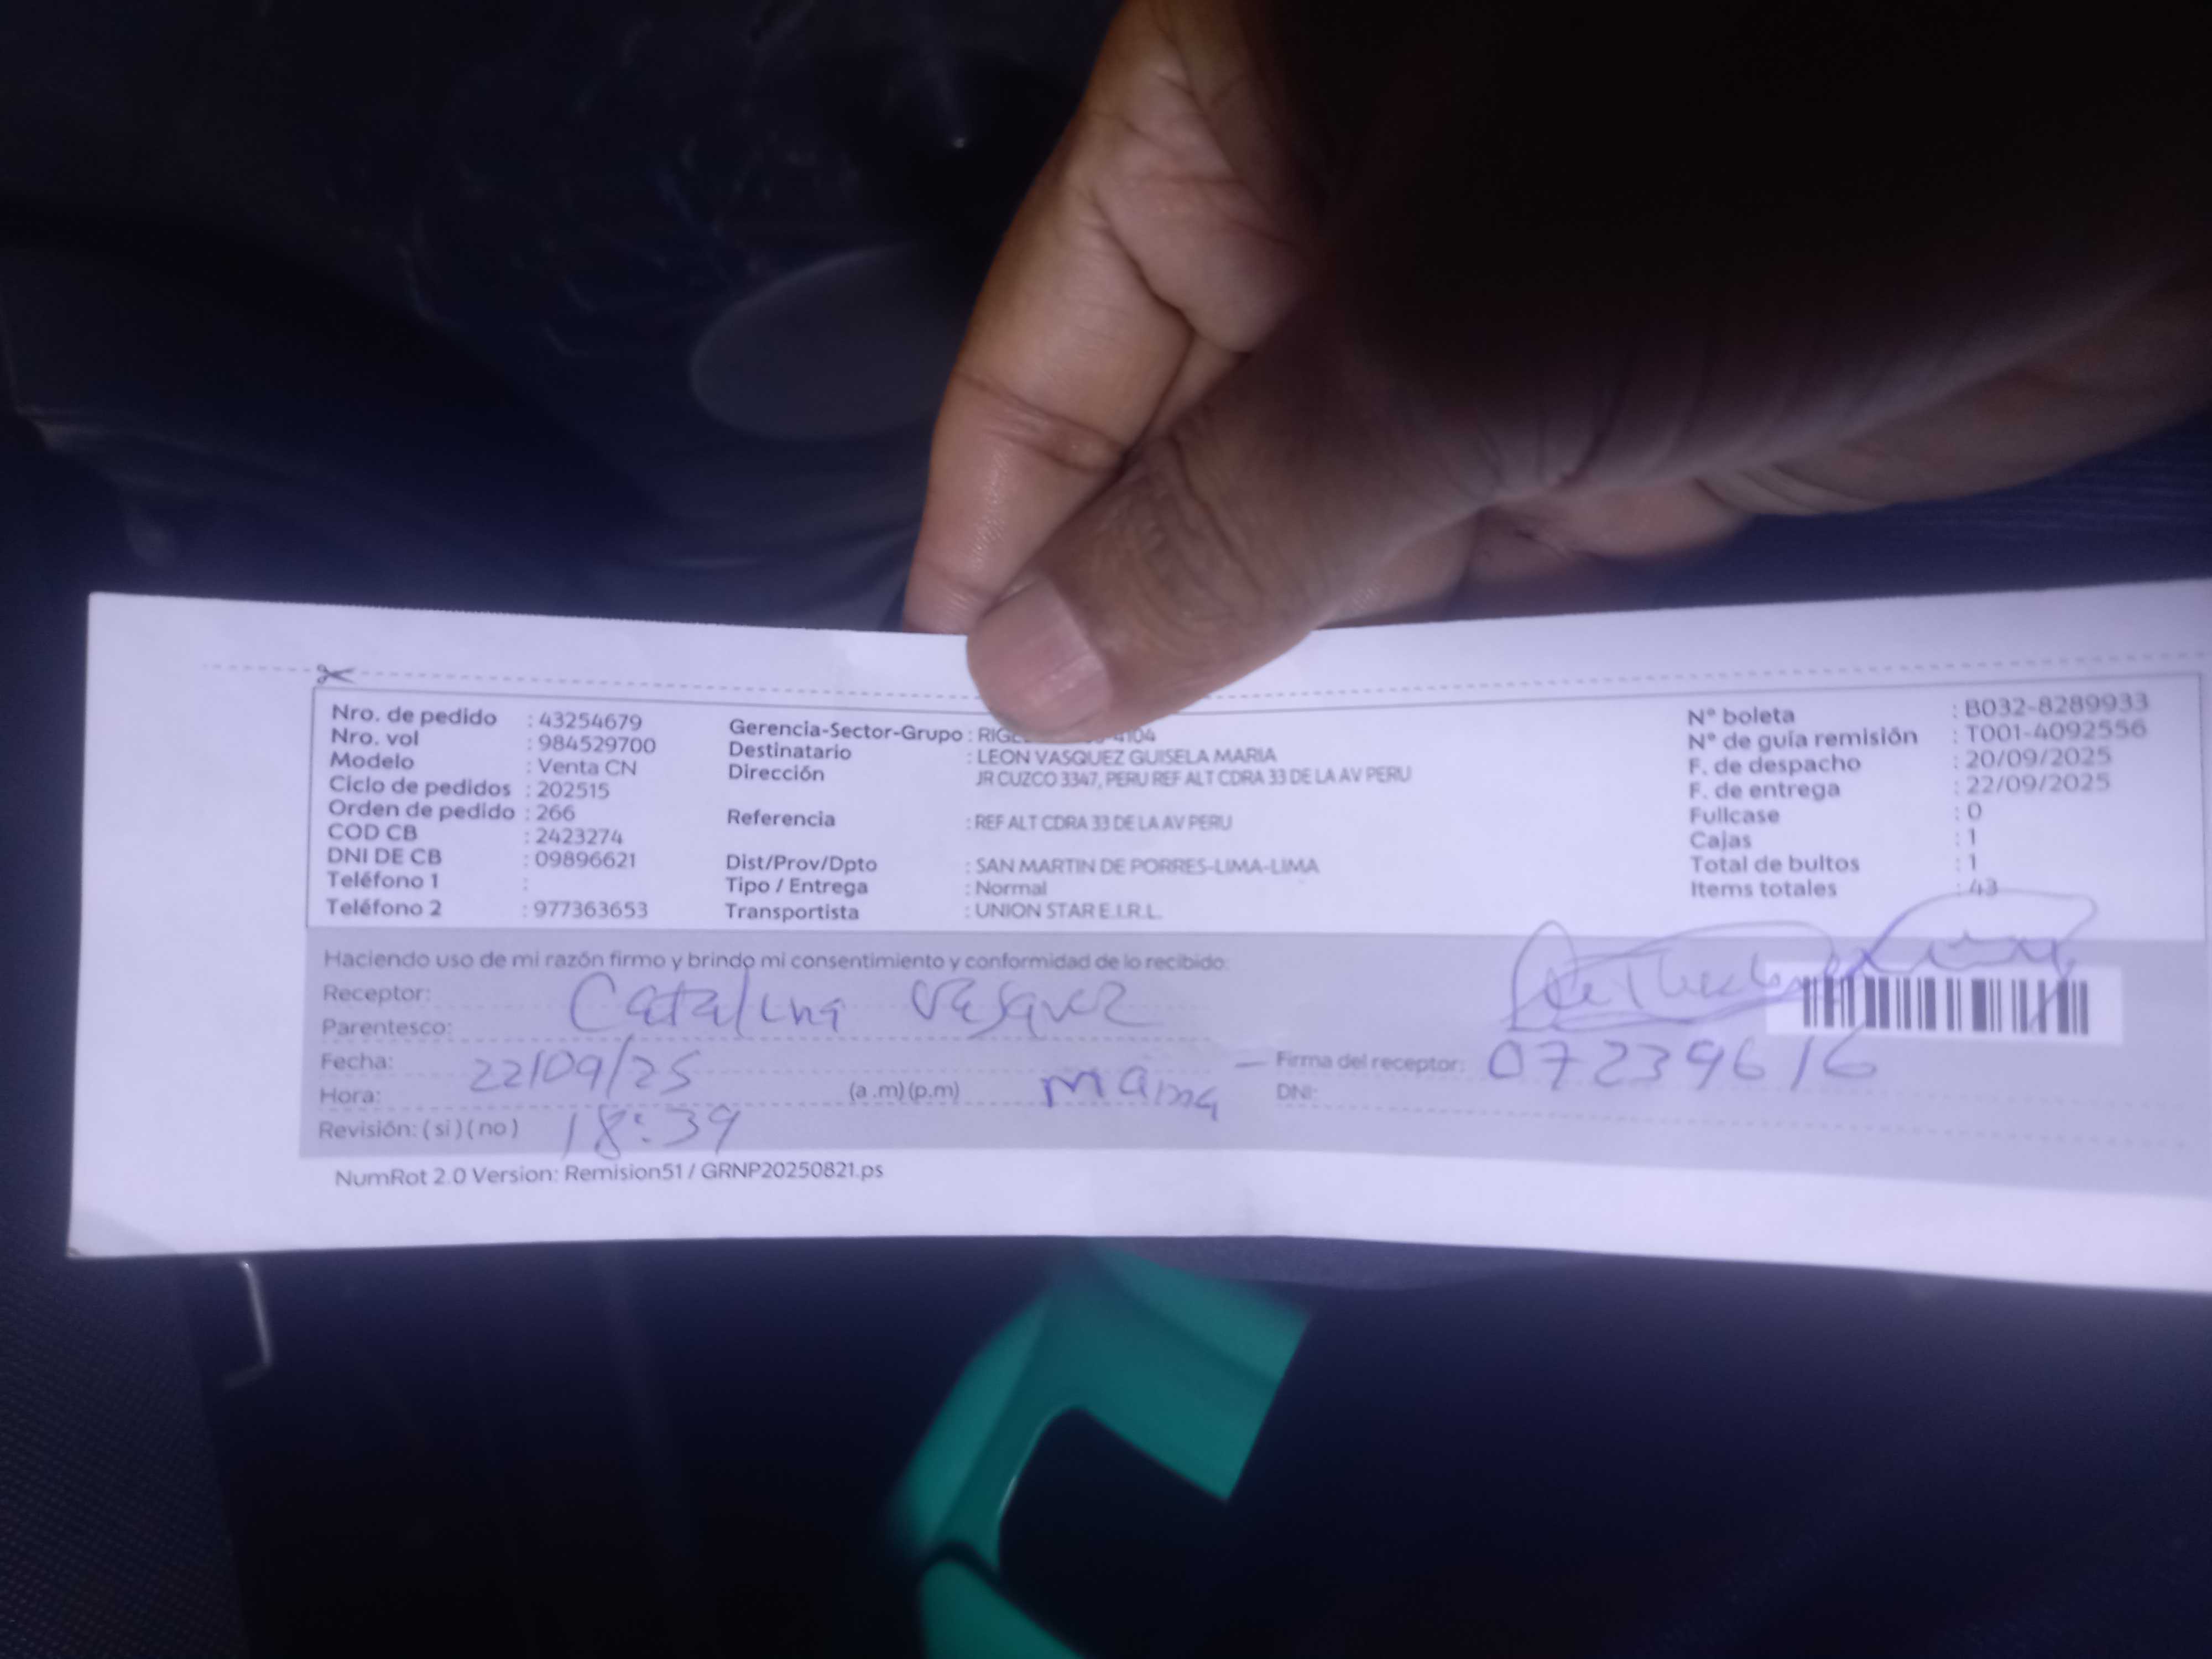 Nro. de pedido : 43254679
Nro. vol : 984529700
Modelo : Venta CN
Ciclo de pedidos : 202515
Orden de pedido : 266
COD CB : 2423274
DNI DE CB : 09896621
Teléfono 1 :
Teléfono 2 : 977363653
Gerencia-Sector-Grupo : 4104
Destinatario : LEON VASQUEZ GUISELA MARIA
Dirección JR CUZCO 3347, PERU REF ALT CDRA 33 DE LA AV PERU
Referencia : REF ALT CDRA 33 DE LA AV PERU
Dist/Prov/Dpto : SAN MARTIN DE PORRES-LIMA-LIMA
Tipo / Entrega : Normal
Transportista : UNION STAR E.I.R.L.
N° boleta : B032-8289933
N° de guía remisión : T001-4092556
F. de despacho : 20/09/2025
F. de entrega : 22/09/2025
Fullcase : 0
Cajas : 1
Total de bultos : 1
Items totales : 43
Haciendo uso de mi razón firmo y brindo mi consentimiento y conformidad de lo recibido:
Receptor: Catalina Vasquez
Parentesco:
Fecha: 22/09/25
Hora: (a .m) (p.m) mamá
Revisión: ( si ) ( no ) 18:39
Firma del receptor: 07239616
DNI:
NumRot 2.0 Version: Remision51 / GRNP20250821.ps